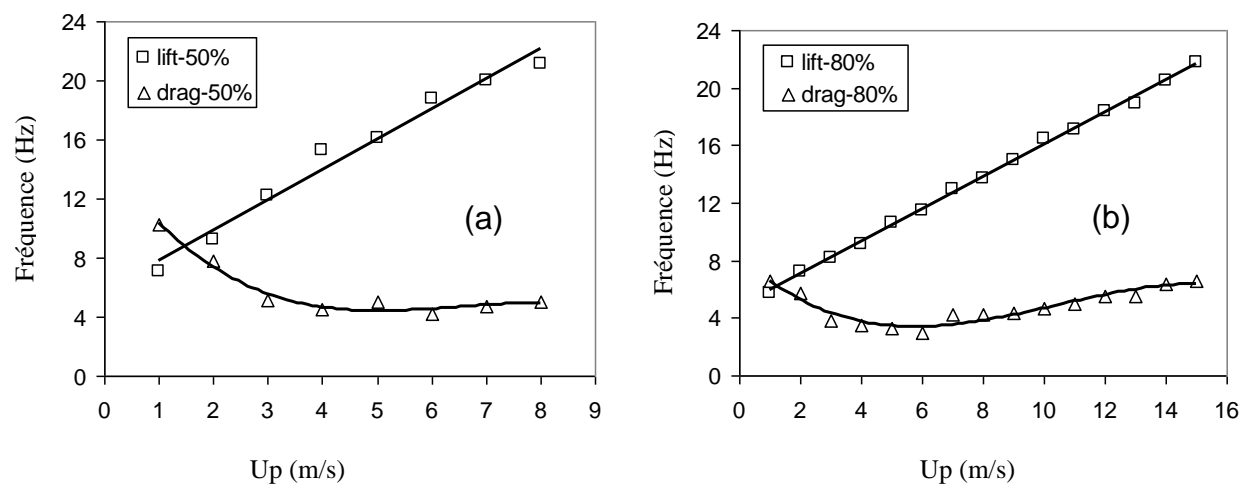 24
20
16
12
8
4
0
Fréquence (Hz)
lift-50%
drag-50%
(a)
0 1 2 3 4 5 6 7 8 9
Up (m/s)
24
20
16
12
8
4
0
Fréquence (Hz)
lift-80%
drag-80%
(b)
0 2 4 6 8 10 12 14 16
Up (m/s)